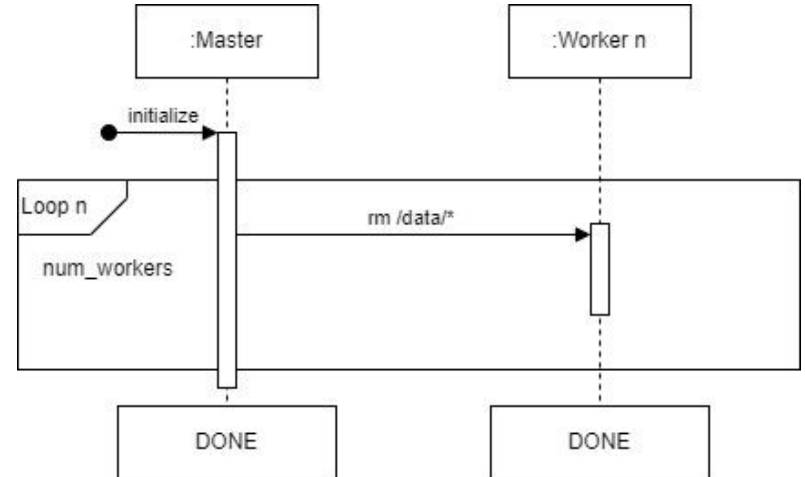 :Master
:Worker n
initialize
Loop n
rm /data/*
num_workers
DONE
DONE